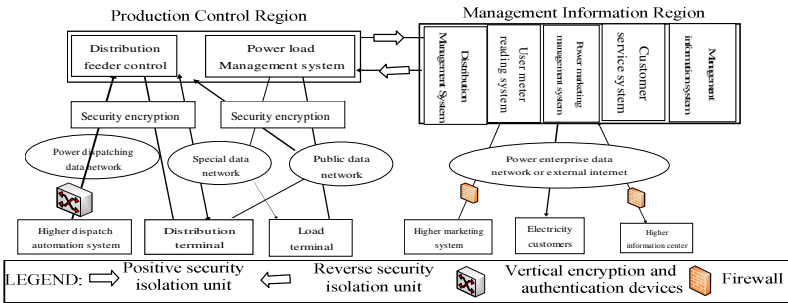 Production Control Region
Management Information Region
Distribution
feeder control
Power load
Management system
Distribution
Management System
User meter
reading system
Power marketing
management system
Customer
service system
Management
information system
Security encryption
Security encryption
Power dispatching
data network
Special data
network
Public data
network
Power enterprise data
network or external internet
Higher dispatch
automation system
Distribution
terminal
Load
terminal
Higher marketing
system
Electricity
customers
Higher
information center
LEGEND:
Positive security
isolation unit
Reverse security
isolation unit
Vertical encryption and
authentication devices
Firewall